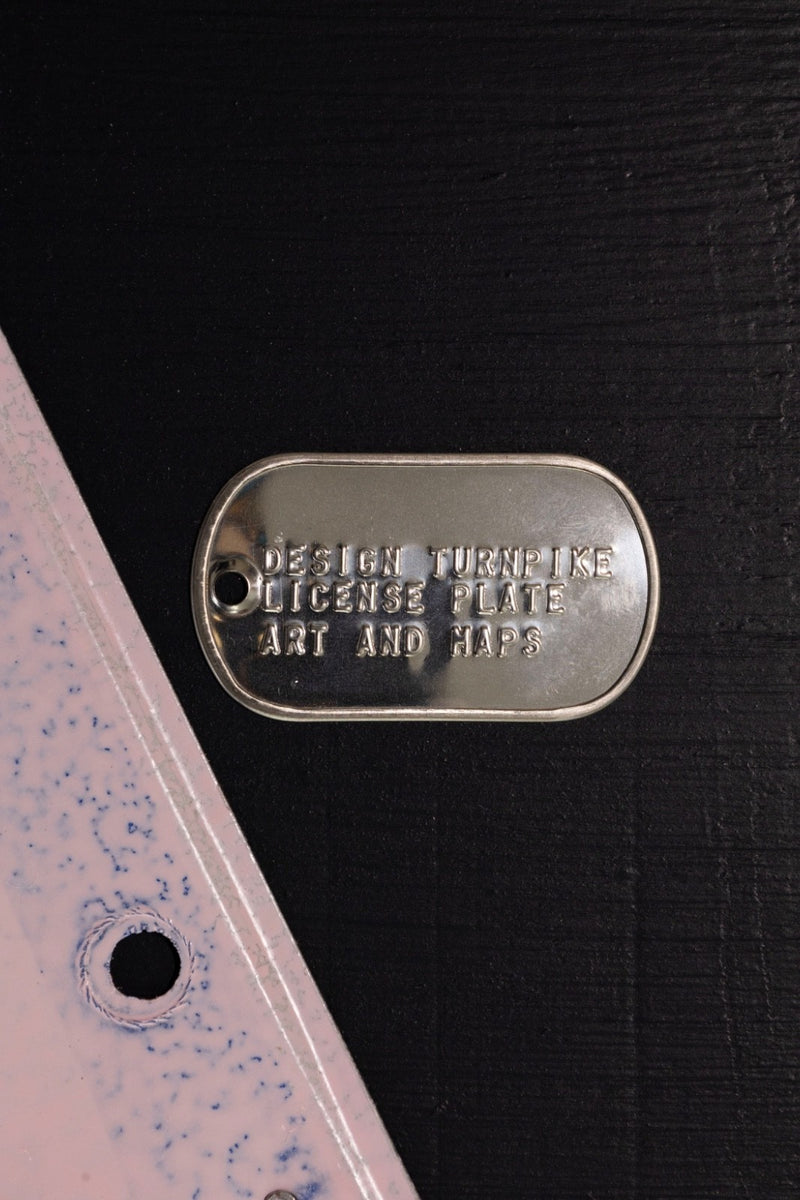 DESIGN TURNPIKE
LICENSE PLATE
ART AND MAPS